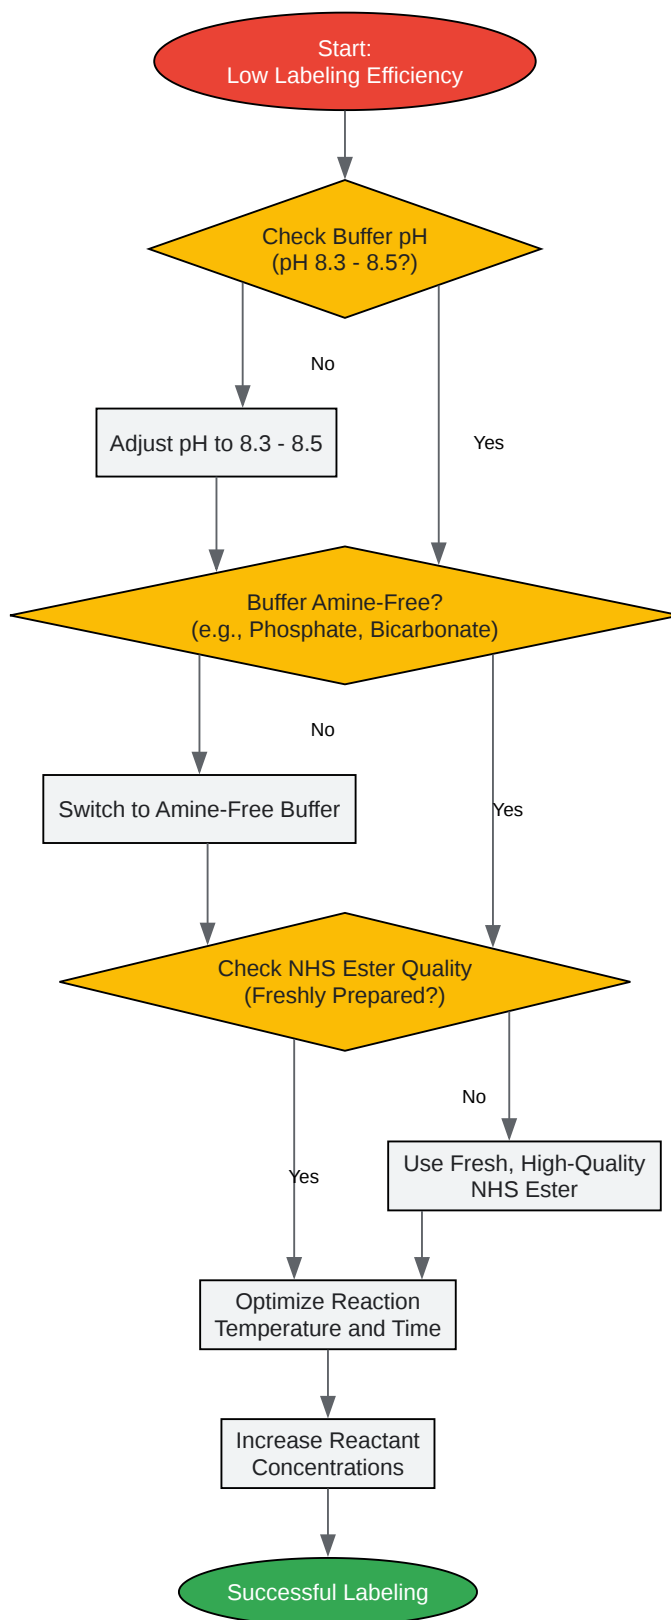 Start:
Low Labeling Efficiency
Check Buffer pH
(pH 8.3 - 8.5?)
No
Adjust pH to 8.3 - 8.5
Yes
Buffer Amine-Free?
(e.g., Phosphate, Bicarbonate)
No
Switch to Amine-Free Buffer
Yes
Check NHS Ester Quality
(Freshly Prepared?)
No
Use Fresh, High-Quality
NHS Ester
Yes
Optimize Reaction
Temperature and Time
Increase Reactant
Concentrations
Successful Labeling